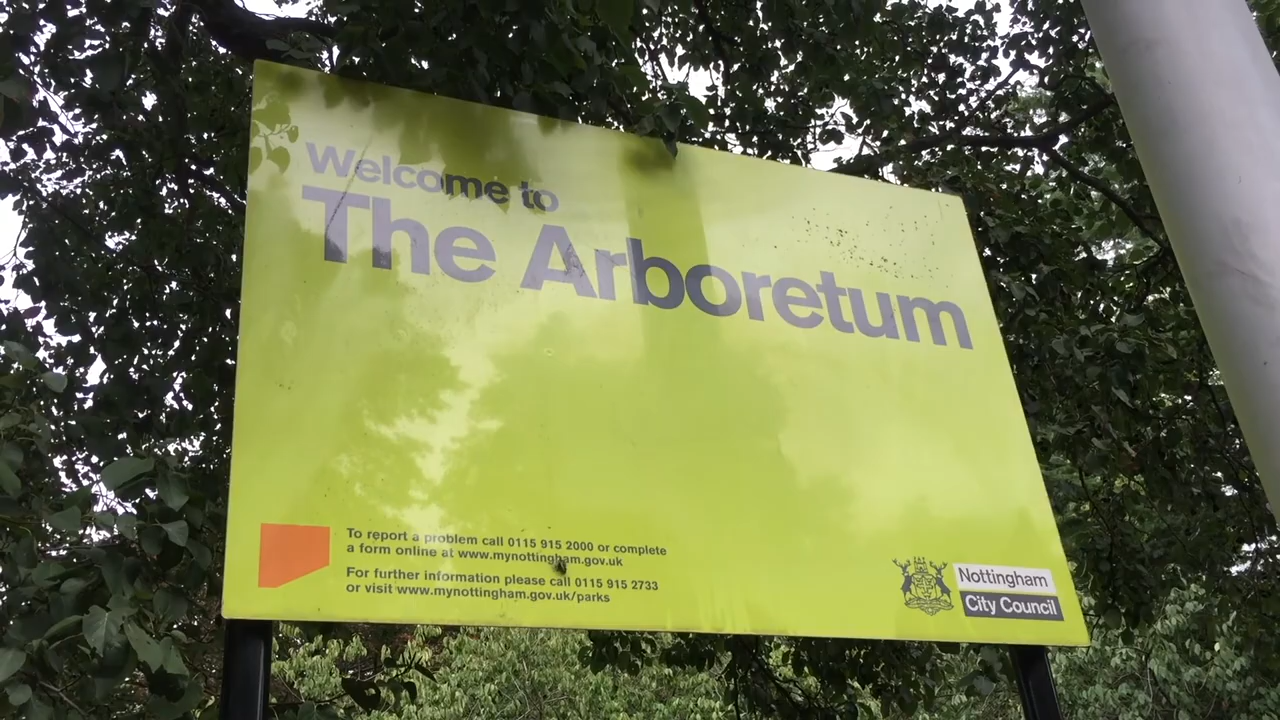 Welcome to
The Arboretum
To report a problem call 0115 915 2000 or complete
a form online at www.mynottingham.gov.uk
For further information please call 0115 915 2733
or visit www.mynottingham.gov.uk/parks
Nottingham
City Council